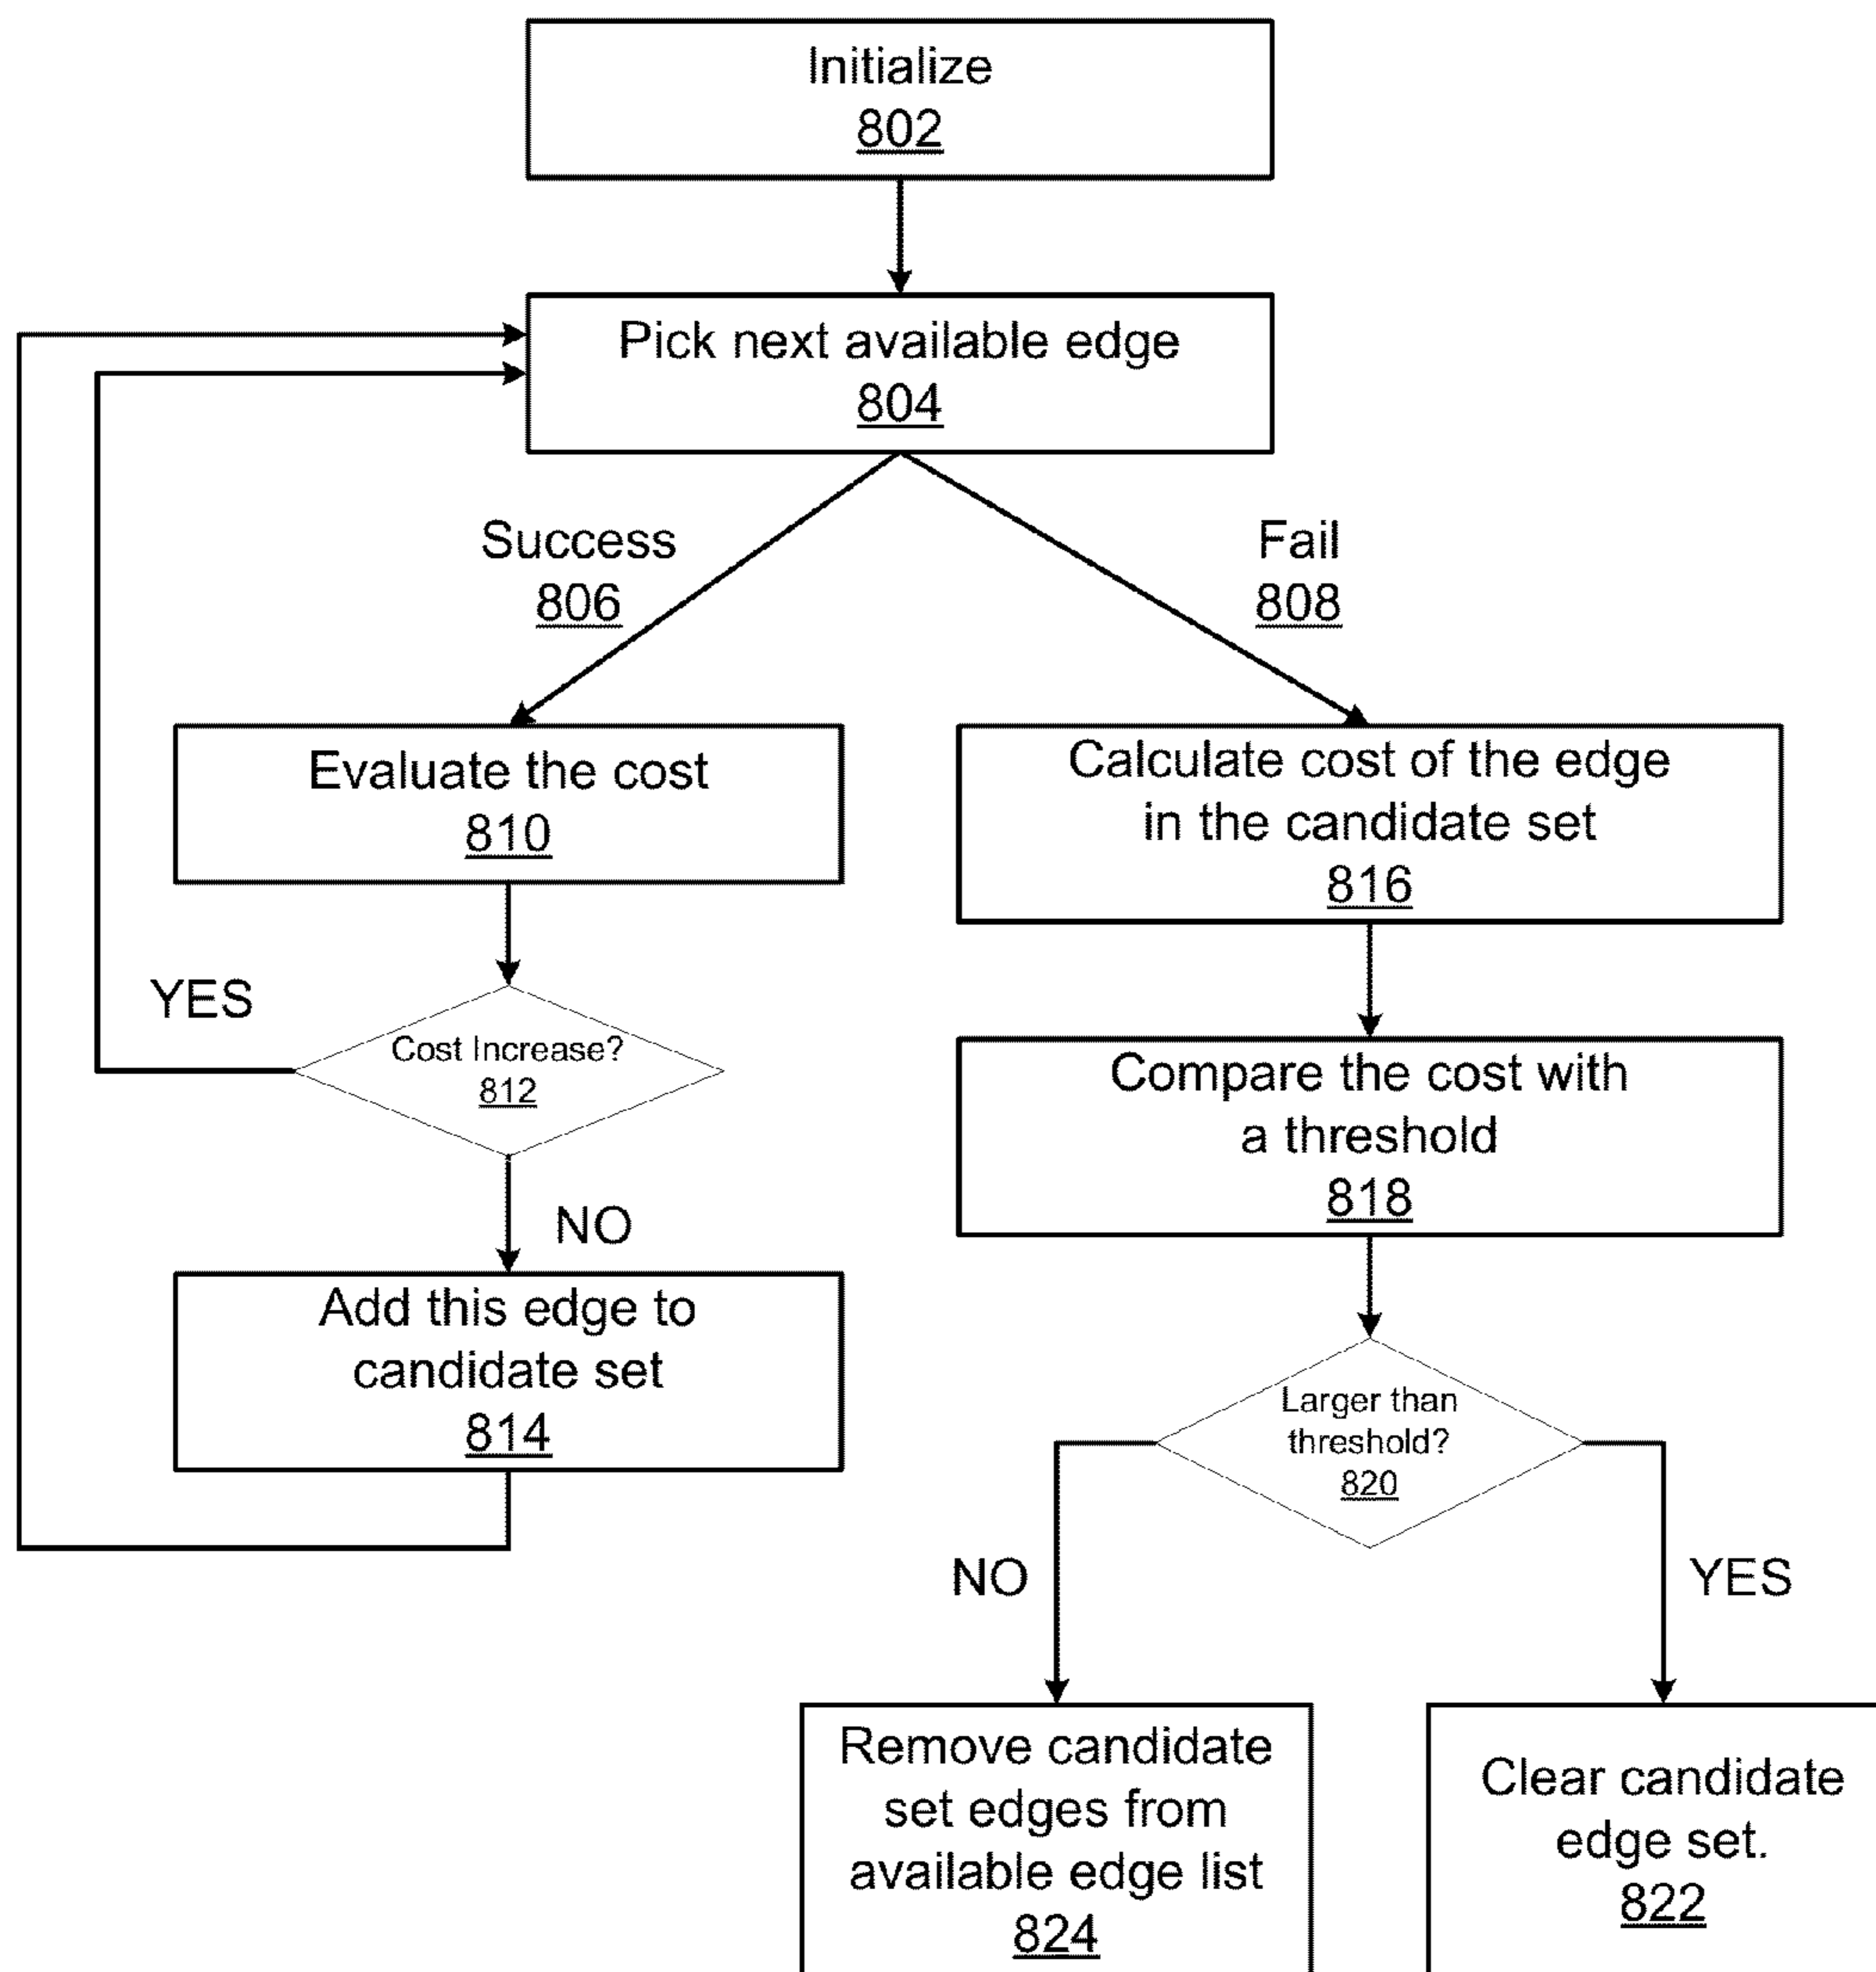 Initialize
802
Pick next available edge
804
Success
806
Fail
808
Evaluate the cost
810
Calculate cost of the edge
in the candidate set
816
YES
Cost Increase?
812
Compare the cost with
a threshold
818
NO
Add this edge to
candidate set
814
Larger than
threshold?
820
NO
YES
Remove candidate
set edges from
available edge list
824
Clear candidate
edge set.
822